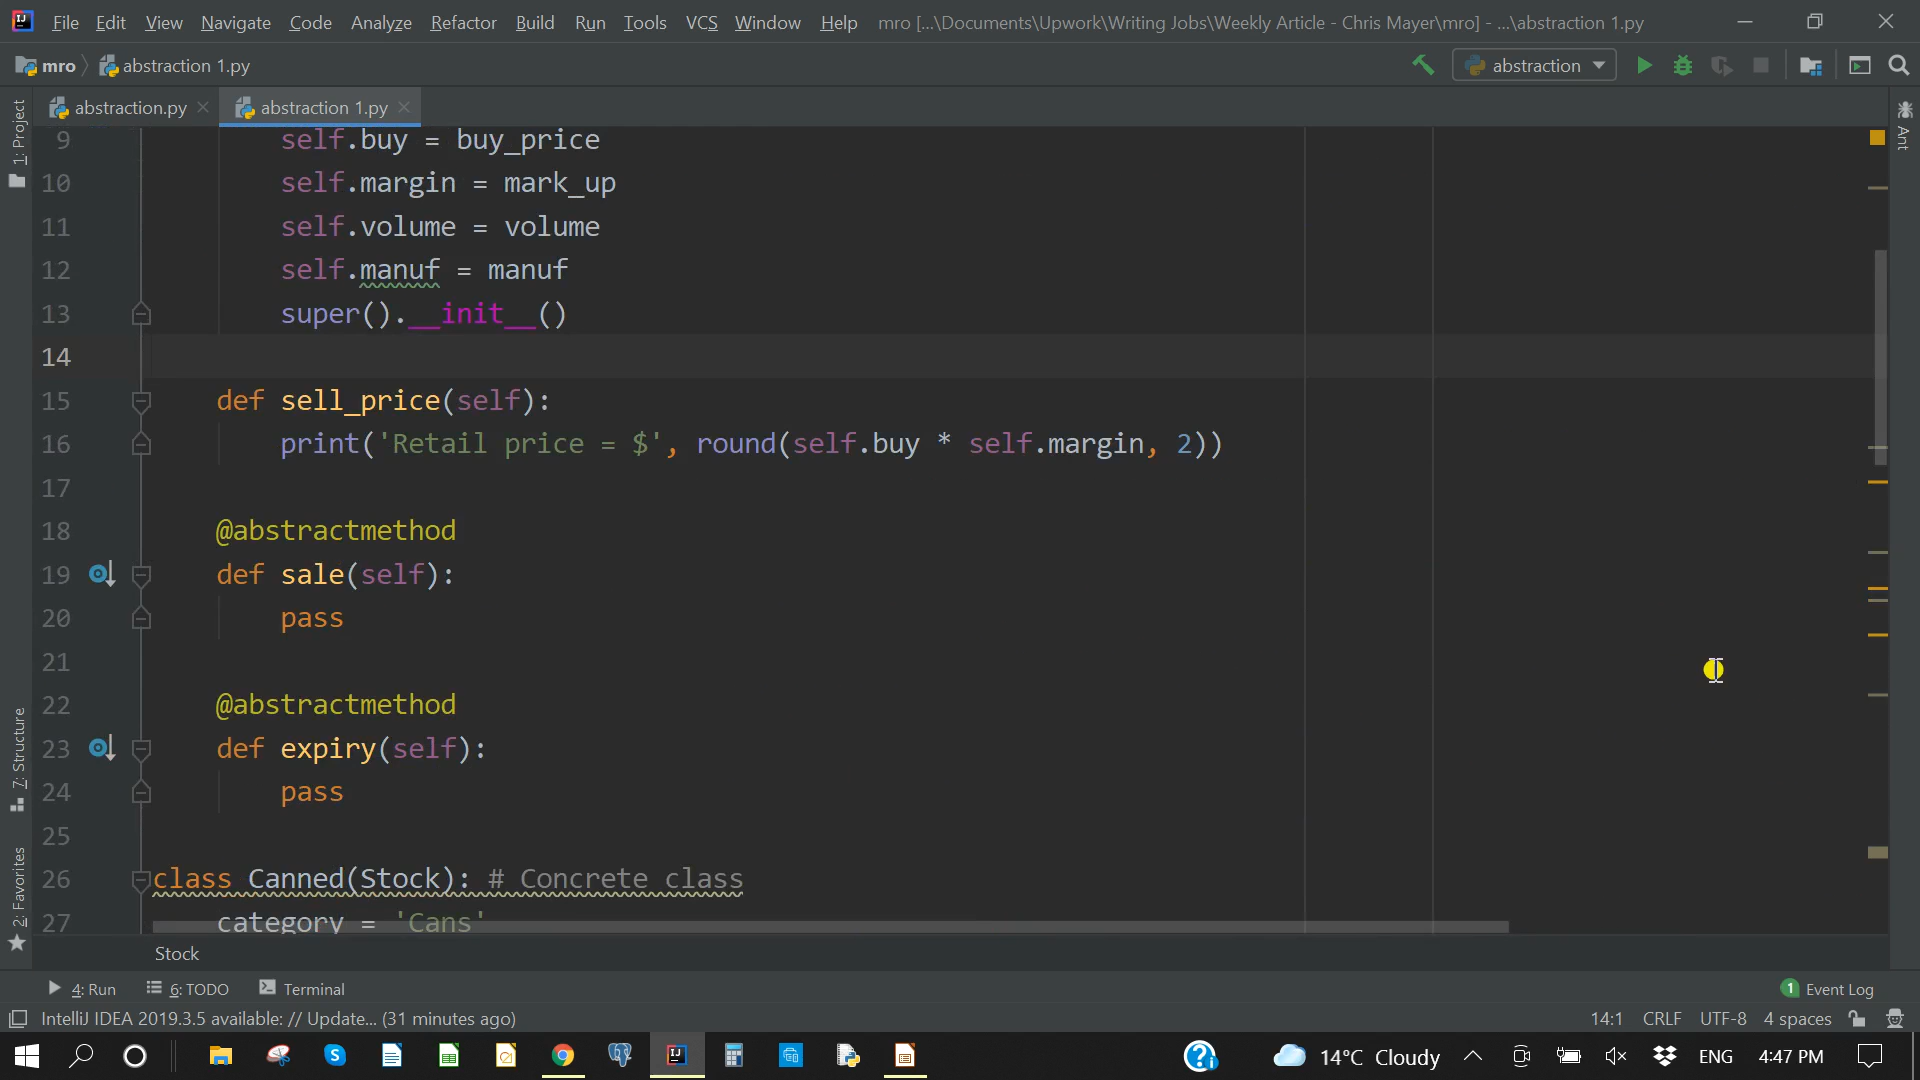 File Edit View Navigate Code Analyze Refactor Build Run Tools VCS Window Help mro [...\Documents\Upwork\Writing Jobs\Weekly Article - Chris Mayer\mro] - ...\abstraction 1.py
mro abstraction 1.py abstraction
abstraction.py abstraction 1.py
1: Project
Ant
9 self.buy = buy_price
10 self.margin = mark_up
11 self.volume = volume
12 self.manuf = manuf
13 super().__init__()
14
15 def sell_price(self):
16 print('Retail price = $', round(self.buy * self.margin, 2))
17
18 @abstractmethod
19 def sale(self):
20 pass
21
22 @abstractmethod
23 def expiry(self):
24 pass
25
26 class Canned(Stock): # Concrete class
27 category = 'Cans'
7: Structure
2: Favorites
Stock
4: Run 6: TODO Terminal 1 Event Log
IntelliJ IDEA 2019.3.5 available: // Update... (31 minutes ago) 14:1 CRLF UTF-8 4 spaces
14°C Cloudy ENG 4:47 PM